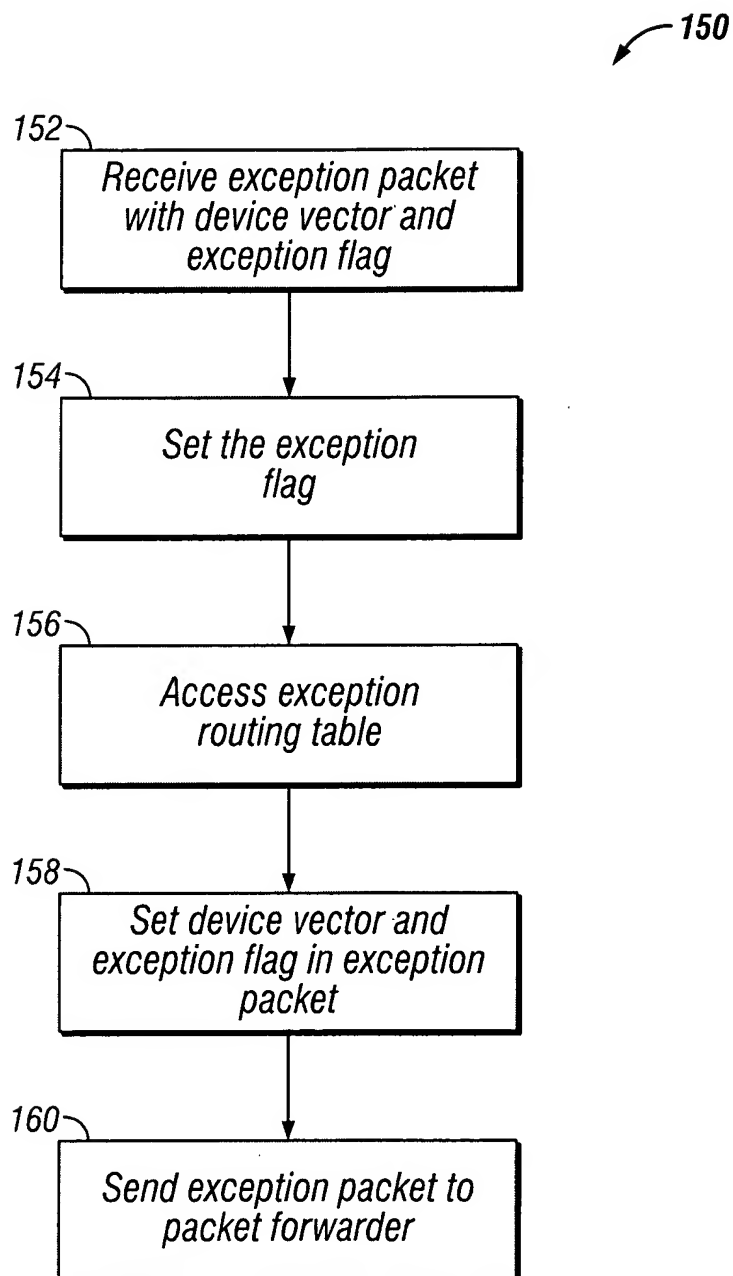 150
152
Receive exception packet
with device vector and
exception flag
154
Set the exception
flag
156
Access exception
routing table
158
Set device vector and
exception flag in exception
packet
160
Send exception packet to
packet forwarder